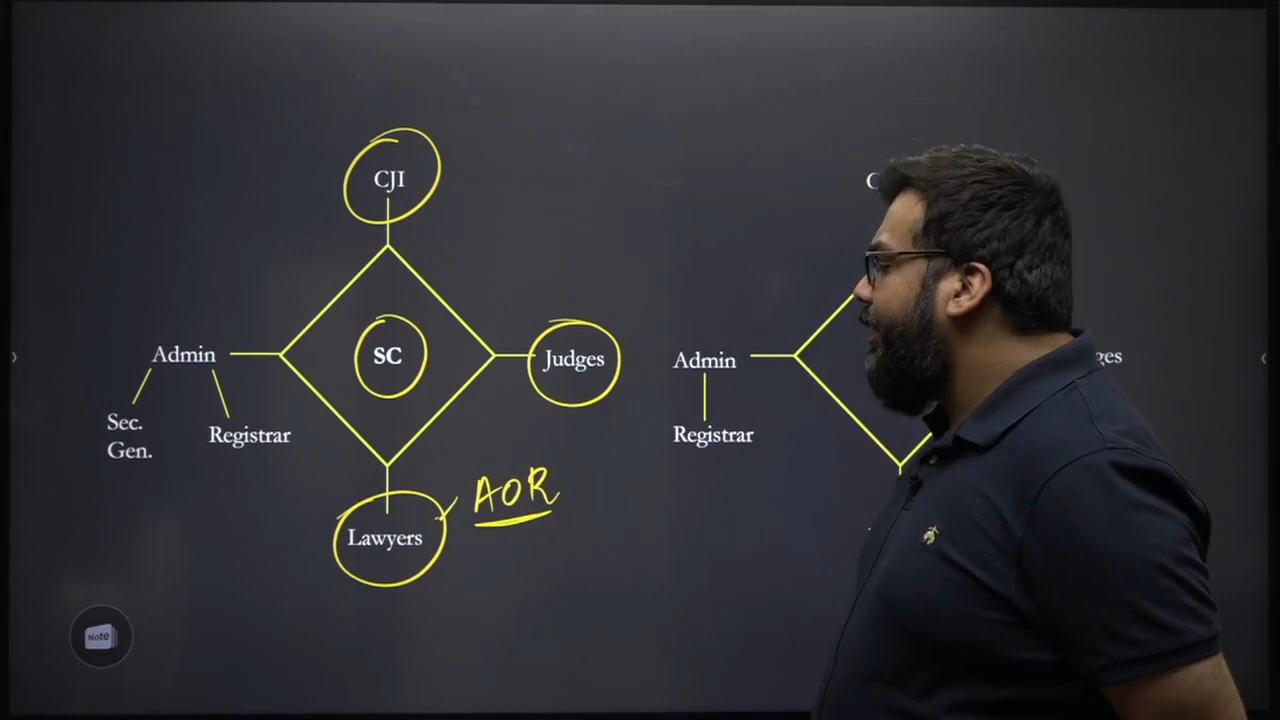 CJI
SC
Judges
Admin
Sec.
Gen.
Registrar
AOR
Lawyers
Admin
Registrar
Note